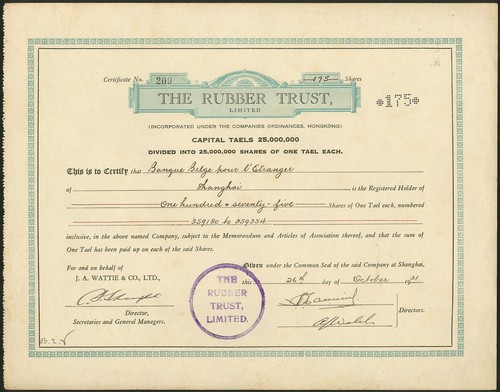 Certificate No. 209 175 Shares
THE RUBBER TRUST,
LIMITED
*175*
(INCORPORATED UNDER THE COMPANIES ORDINANCES, HONGKONG)
CAPITAL TAELS 25,000,000
DIVIDED INTO 25,000,000 SHARES OF ONE TAEL EACH.
This is to Certify that Banque Belge pour l'Etranger
of Shanghai is the Registered Holder of
One hundred & seventy-five Shares of One Tael each, numbered
359180 to 359354
inclusive, in the above named Company, subject to the Memorandum and Articles of Association thereof, and that the sum of
One Tael has been paid up on each of the said Shares.
For and on behalf of
J. A. WATTIE & CO., LTD.,
Director,
Secretaries and General Managers.
THE
RUBBER
TRUST,
LIMITED.
Given under the Common Seal of the said Company at Shanghai,
this 26th day of October
Directors.